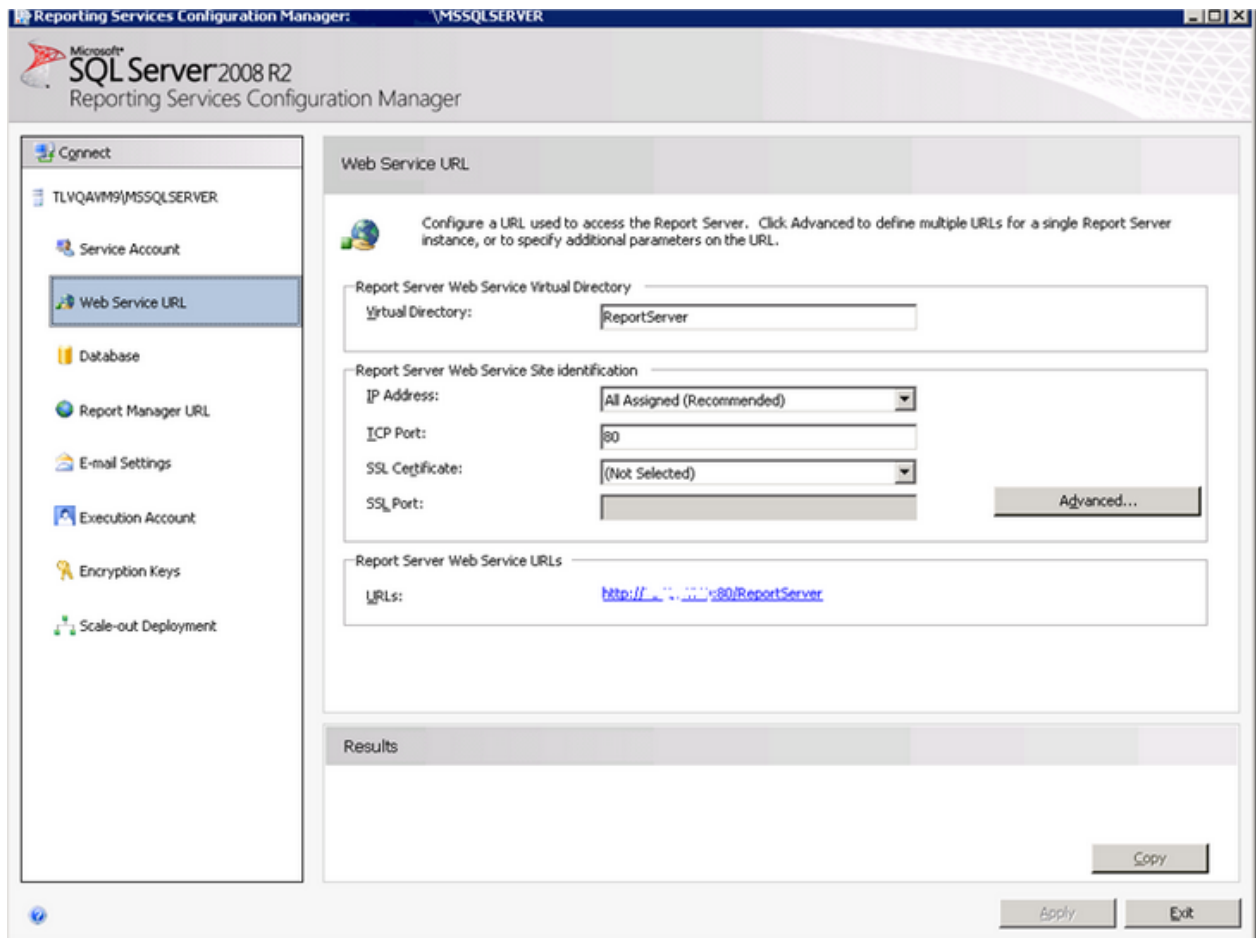 Reporting Services Configuration Manager: \MSSQLSERVER
Microsoft®
SQL Server 2008 R2
Reporting Services Configuration Manager
Connect
TLVQAVM9\MSSQLSERVER
Service Account
Web Service URL
Database
Report Manager URL
E-mail Settings
Execution Account
Encryption Keys
Scale-out Deployment
Web Service URL
Configure a URL used to access the Report Server. Click Advanced to define multiple URLs for a single Report Server
instance, or to specify additional parameters on the URL.
Report Server Web Service Virtual Directory
Virtual Directory: ReportServer
Report Server Web Service Site identification
IP Address: All Assigned (Recommended)
TCP Port: 80
SSL Certificate: (Not Selected)
SSL Port:
Advanced...
Report Server Web Service URLs
URLs: http:// :80/ReportServer
Results
Copy
Apply Exit